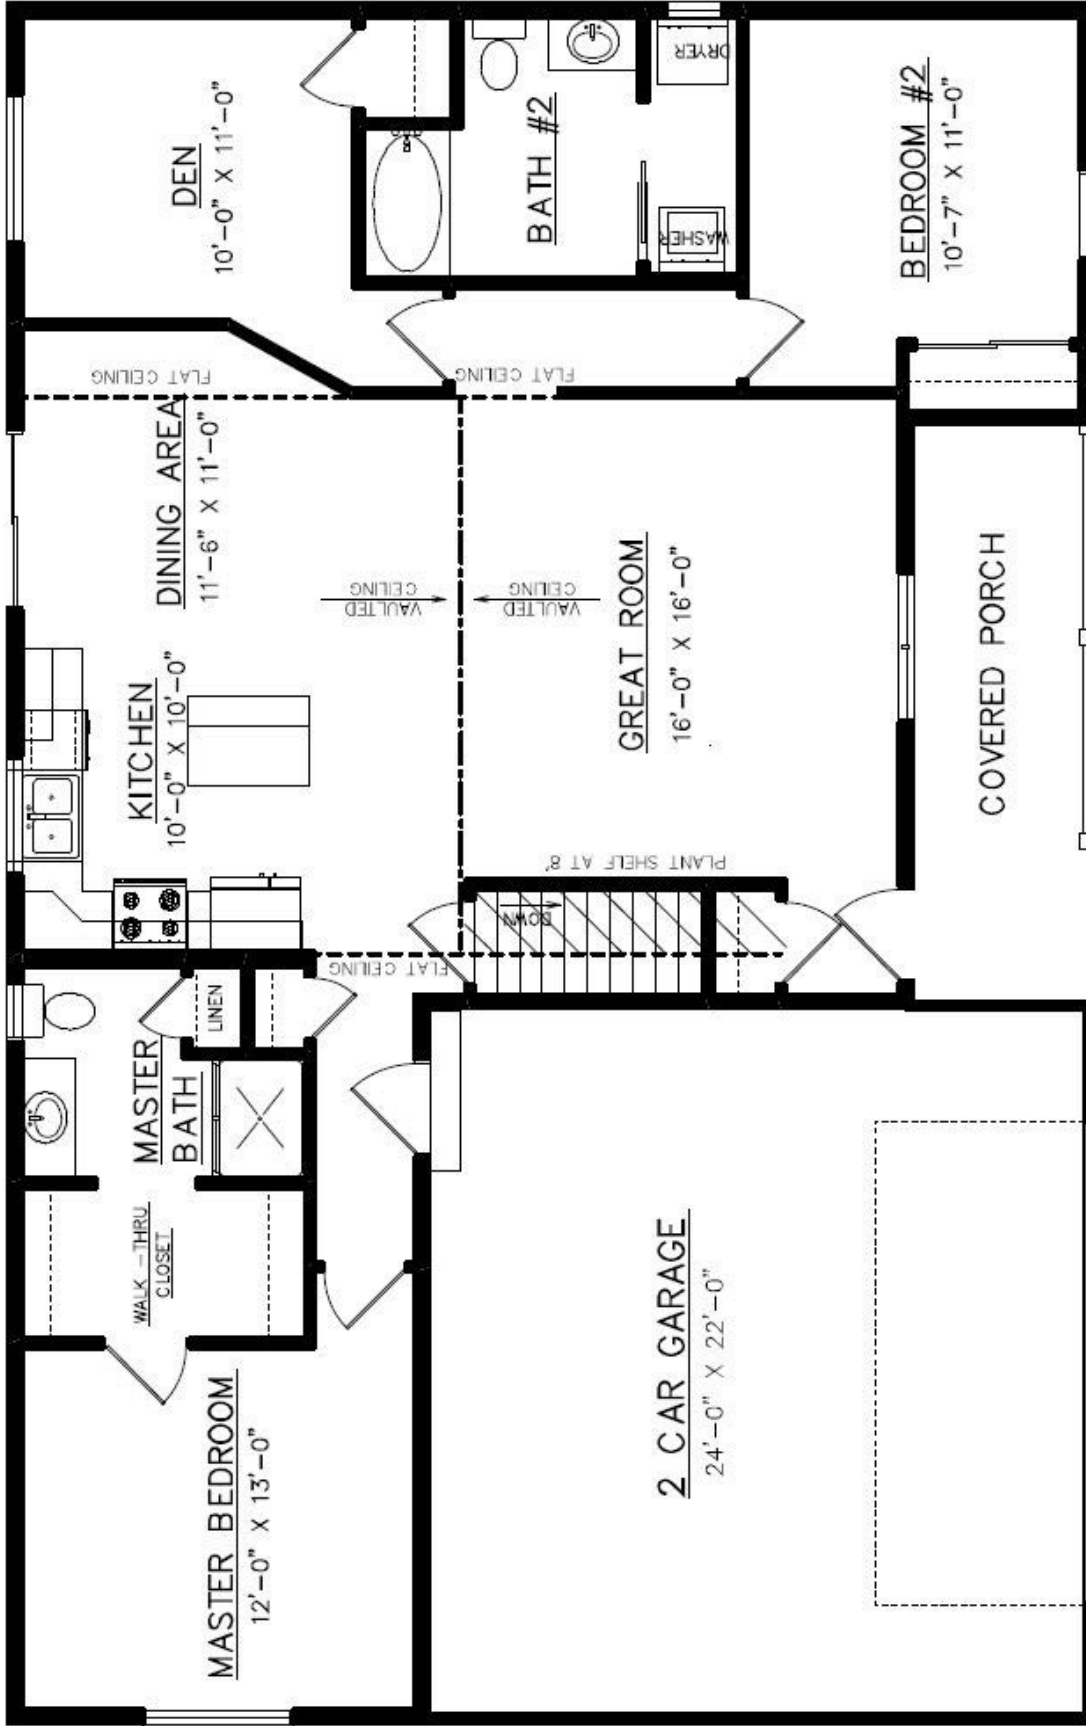 DEN
10'-0" X 11'-0"
BATH #2
DRYER
WASHER
BEDROOM #2
10'-7" X 11'-0"
FLAT CEILING
FLAT CEILING
DINING AREA
11'-6" X 11'-0"
VAULTED
CEILING
VAULTED
CEILING
KITCHEN
10'-0" X 10'-0"
GREAT ROOM
16'-0" X 16'-0"
COVERED PORCH
PLANT SHELF AT 8'
DOWN
FLAT CEILING
LINEN
MASTER
BATH
WALK -THRU
CLOSET
MASTER BEDROOM
12'-0" X 13'-0"
2 CAR GARAGE
24'-0" X 22'-0"